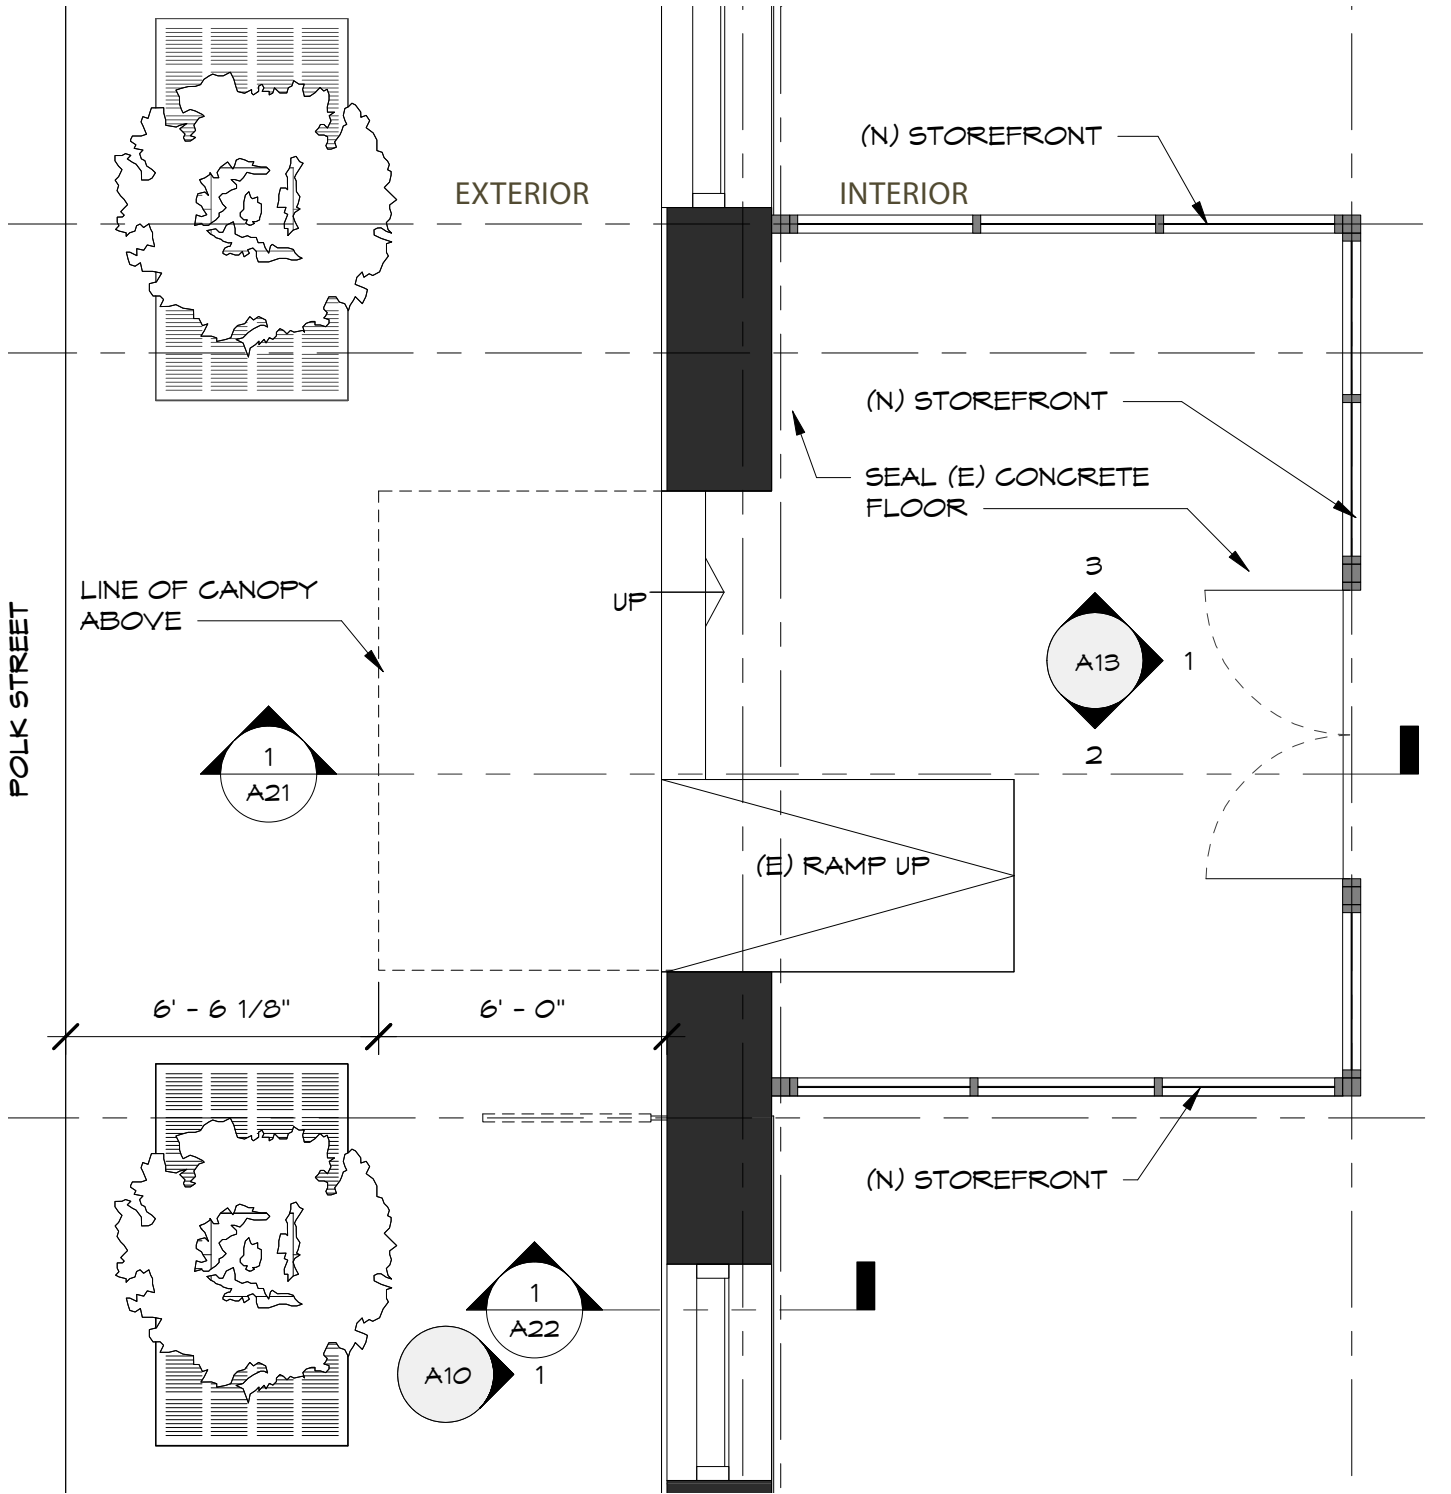 (N) STOREFRONT
EXTERIOR
INTERIOR
(N) STOREFRONT
SEAL (E) CONCRETE
FLOOR
3
LINE OF CANOPY
ABOVE
UP
A13
1
POLK STREET
1
A21
2
(E) RAMP UP
6' - 6 1/8"
6' - 0"
(N) STOREFRONT
1
A22
A10
1